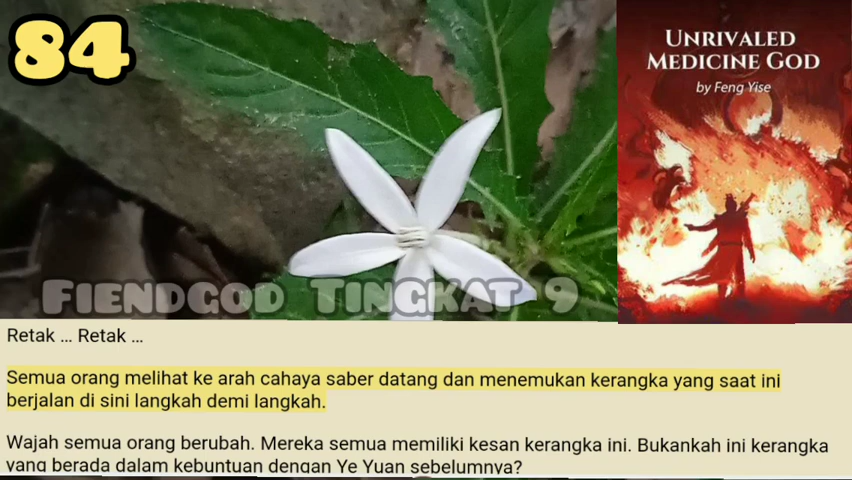 84
UNRIVALED
MEDICINE GOD
by Feng Yise
FIENDGOD TINGKAT 9
Retak ... Retak ...
Semua orang melihat ke arah cahaya saber datang dan menemukan kerangka yang saat ini
berjalan di sini langkah demi langkah.
Wajah semua orang berubah. Mereka semua memiliki kesan kerangka ini. Bukankah ini kerangka
yang berada dalam kebuntuan dengan Ye Yuan sebelumnya?